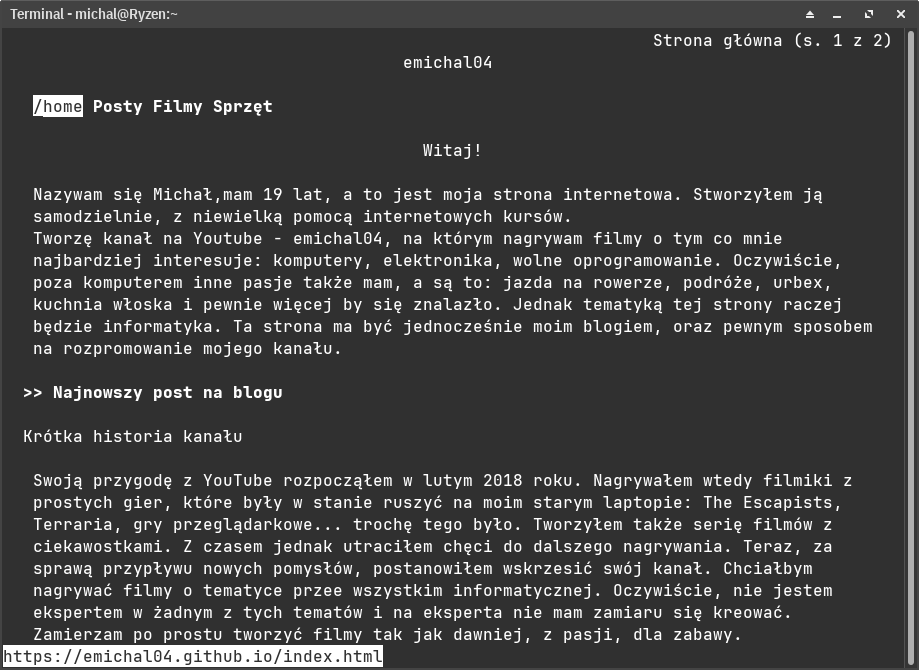 Terminal - michal@Ryzen:~
Strona główna (s. 1 z 2)
emichal04
/home Posty Filmy Sprzęt
Witaj!
Nazywam się Michał,mam 19 lat, a to jest moja strona internetowa. Stworzyłem ją
samodzielnie, z niewielką pomocą internetowych kursów.
Tworzę kanał na Youtube - emichal04, na którym nagrywam filmy o tym co mnie
najbardziej interesuje: komputery, elektronika, wolne oprogramowanie. Oczywiście,
poza komputerem inne pasje także mam, a są to: jazda na rowerze, podróże, urbex,
kuchnia włoska i pewnie więcej by się znalazło. Jednak tematyką tej strony raczej
będzie informatyka. Ta strona ma być jednocześnie moim blogiem, oraz pewnym sposobem
na rozpromowanie mojego kanału.
>> Najnowszy post na blogu
Krótka historia kanału
Swoją przygodę z YouTube rozpocząłem w lutym 2018 roku. Nagrywałem wtedy filmiki z
prostych gier, które były w stanie ruszyć na moim starym laptopie: The Escapists,
Terraria, gry przeglądarkowe... trochę tego było. Tworzyłem także serię filmów z
ciekawostkami. Z czasem jednak utraciłem chęci do dalszego nagrywania. Teraz, za
sprawą przypływu nowych pomysłów, postanowiłem wskrzesić swój kanał. Chciałbym
nagrywać filmy o tematyce przee wszystkim informatycznej. Oczywiście, nie jestem
ekspertem w żadnym z tych tematów i na eksperta nie mam zamiaru się kreować.
Zamierzam po prostu tworzyć filmy tak jak dawniej, z pasji, dla zabawy.
https://emichal04.github.io/index.html